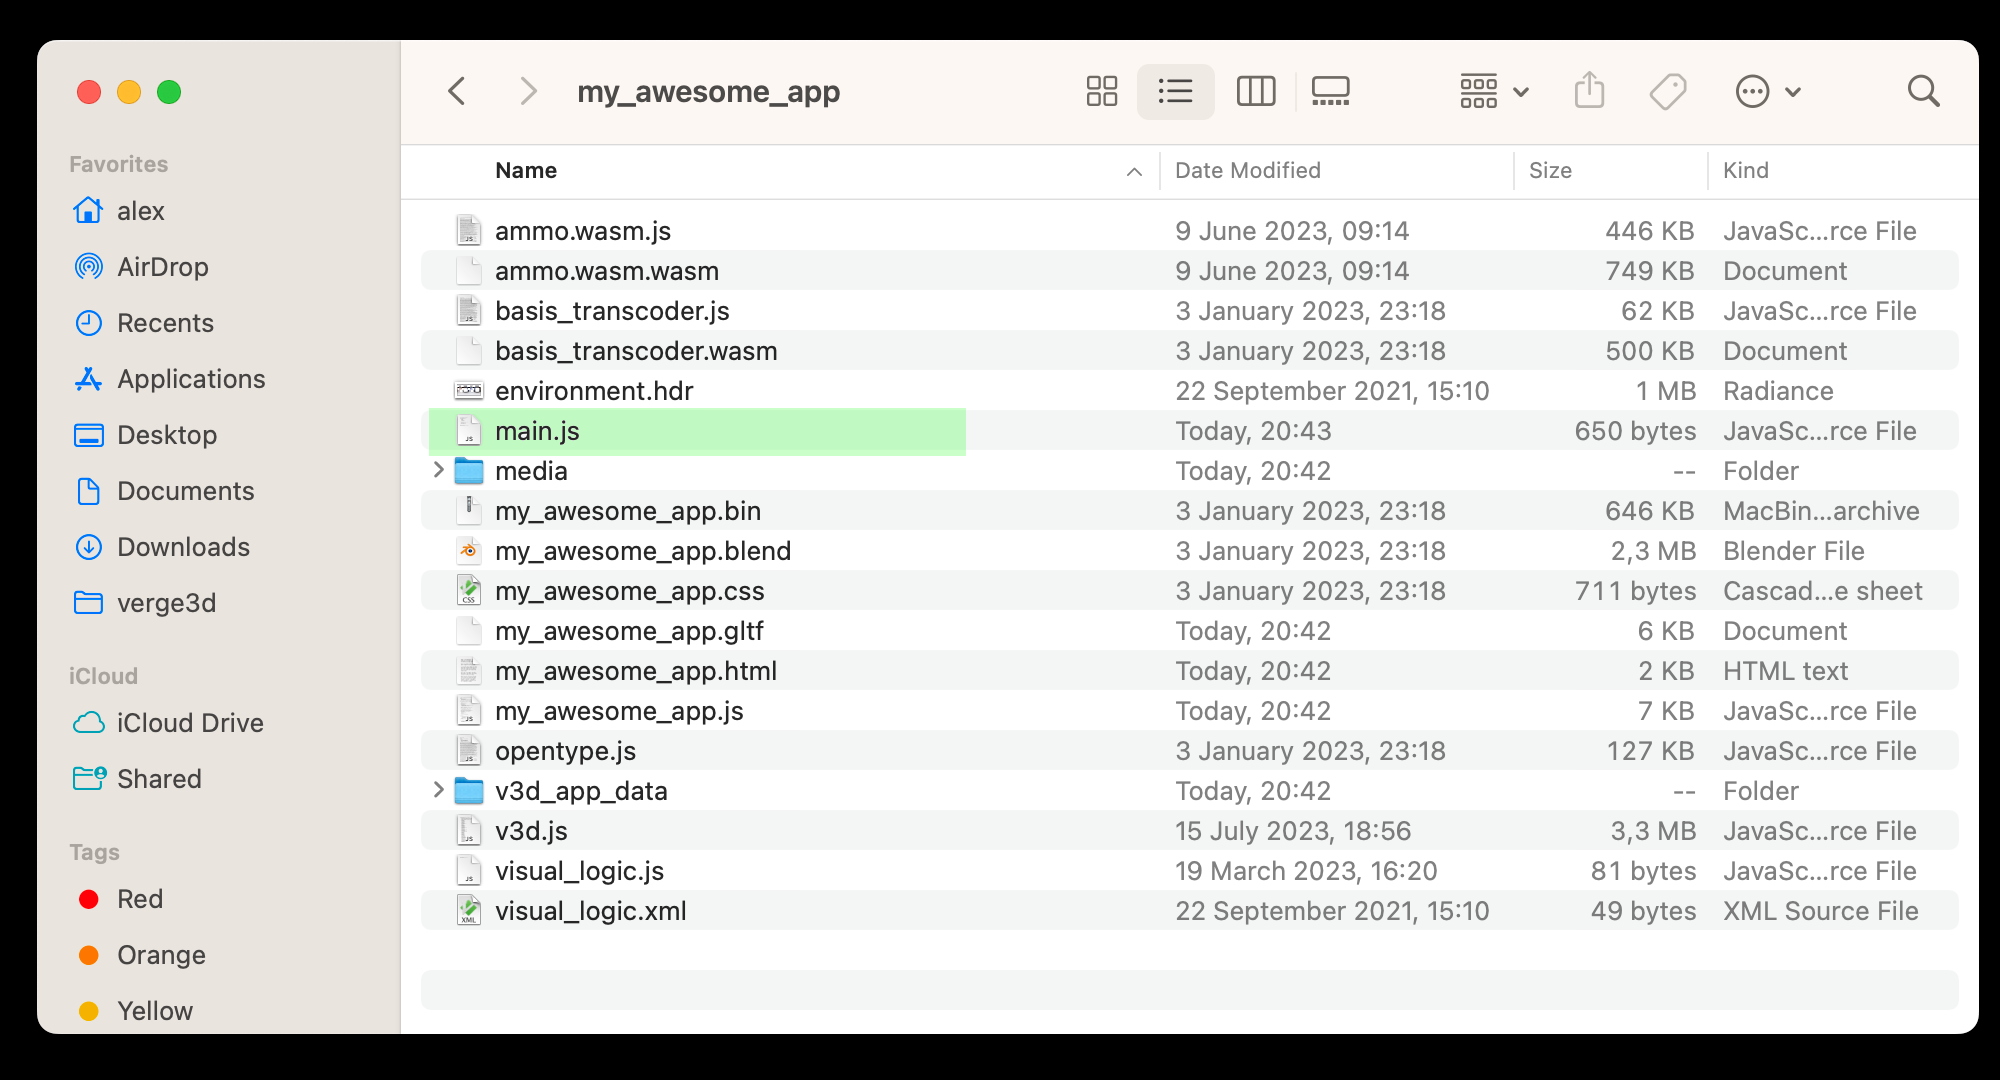 my_awesome_app
Favorites
alex
AirDrop
Recents
Applications
Desktop
Documents
Downloads
verge3d
iCloud
iCloud Drive
Shared
Tags
Red
Orange
Yellow
Name Date Modified Size Kind
ammo.wasm.js 9 June 2023, 09:14 446 KB JavaSc...rce File
ammo.wasm.wasm 9 June 2023, 09:14 749 KB Document
basis_transcoder.js 3 January 2023, 23:18 62 KB JavaSc...rce File
basis_transcoder.wasm 3 January 2023, 23:18 500 KB Document
environment.hdr 22 September 2021, 15:10 1 MB Radiance
main.js Today, 20:43 650 bytes JavaSc...rce File
media Today, 20:42 -- Folder
my_awesome_app.bin 3 January 2023, 23:18 646 KB MacBin...archive
my_awesome_app.blend 3 January 2023, 23:18 2,3 MB Blender File
my_awesome_app.css 3 January 2023, 23:18 711 bytes Cascad...e sheet
my_awesome_app.gltf Today, 20:42 6 KB Document
my_awesome_app.html Today, 20:42 2 KB HTML text
my_awesome_app.js Today, 20:42 7 KB JavaSc...rce File
opentype.js 3 January 2023, 23:18 127 KB JavaSc...rce File
v3d_app_data Today, 20:42 -- Folder
v3d.js 15 July 2023, 18:56 3,3 MB JavaSc...rce File
visual_logic.js 19 March 2023, 16:20 81 bytes JavaSc...rce File
visual_logic.xml 22 September 2021, 15:10 49 bytes XML Source File